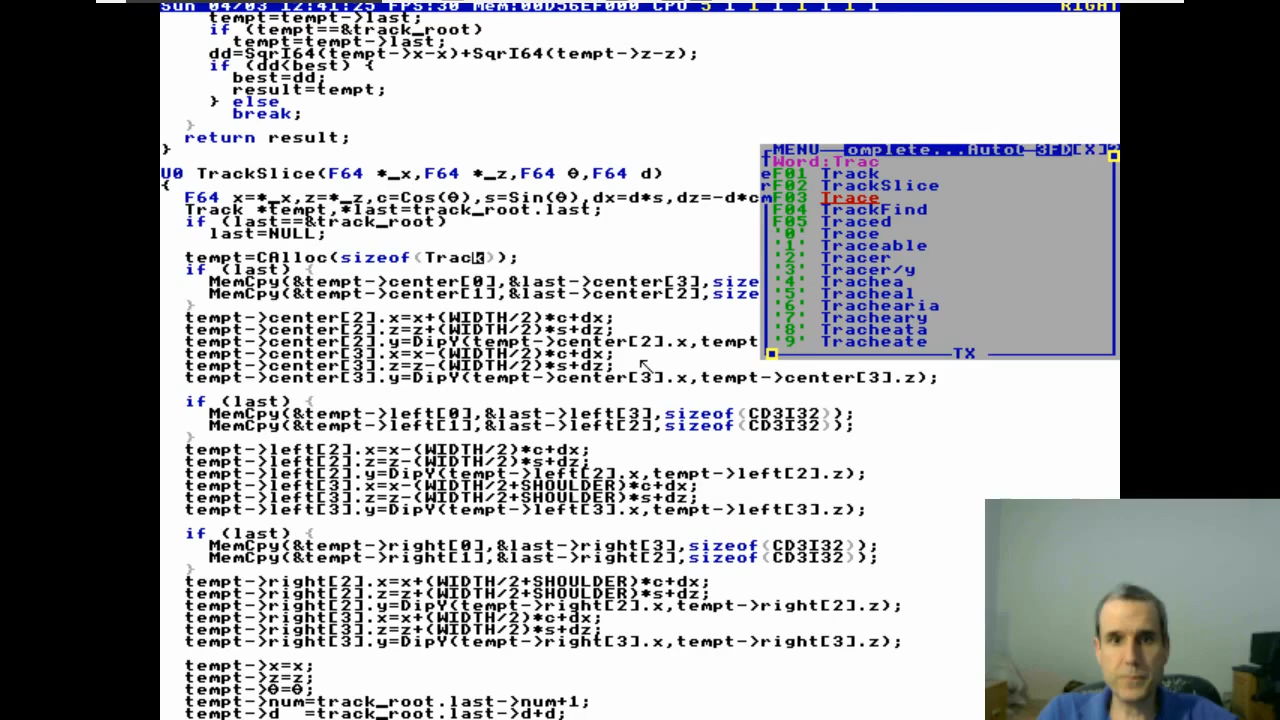 Sun 04/03 12:41:25 FPS:30 Mem:00D56EF000 CPU 5 1 1 1 1 1 1 1 RIGHT
tempt=tempt->last;
if (tempt==&track_root)
tempt=tempt->last;
dd=SqrI64(tempt->x-x)+SqrI64(tempt->z-z);
if (dd<best) {
best=dd;
result=tempt;
} else
break;
}
return result;
}
U0 TrackSlice(F64 *_x,F64 *_z,F64 θ,F64 d)
{
F64 x=*_x,z=*_z,c=Cos(θ),s=Sin(θ),dx=d*s,dz=-d*c
Track *tempt,*last=track_root.last;
if (last==&track_root)
last=NULL;
tempt=CAlloc(sizeof(Track));
if (last) {
MemCpy(&tempt->center[0],&last->center[3],size
MemCpy(&tempt->center[1],&last->center[2],size
}
tempt->center[2].x=x+(WIDTH/2)*c+dx;
tempt->center[2].z=z+(WIDTH/2)*s+dz;
tempt->center[2].y=DipY(tempt->center[2].x,tempt
tempt->center[3].x=x-(WIDTH/2)*c+dx;
tempt->center[3].z=z-(WIDTH/2)*s+dz;
tempt->center[3].y=DipY(tempt->center[3].x,tempt->center[3].z);
if (last) {
MemCpy(&tempt->left[0],&last->left[3],sizeof(CD3I32));
MemCpy(&tempt->left[1],&last->left[2],sizeof(CD3I32));
}
tempt->left[2].x=x-(WIDTH/2)*c+dx;
tempt->left[2].z=z-(WIDTH/2)*s+dz;
tempt->left[2].y=DipY(tempt->left[2].x,tempt->left[2].z);
tempt->left[3].x=x-(WIDTH/2+SHOULDER)*c+dx;
tempt->left[3].z=z-(WIDTH/2+SHOULDER)*s+dz;
tempt->left[3].y=DipY(tempt->left[3].x,tempt->left[3].z);
if (last) {
MemCpy(&tempt->right[0],&last->right[3],sizeof(CD3I32));
MemCpy(&tempt->right[1],&last->right[2],sizeof(CD3I32));
}
tempt->right[2].x=x+(WIDTH/2+SHOULDER)*c+dx;
tempt->right[2].z=z+(WIDTH/2+SHOULDER)*s+dz;
tempt->right[2].y=DipY(tempt->right[2].x,tempt->right[2].z);
tempt->right[3].x=x+(WIDTH/2)*c+dx;
tempt->right[3].z=z+(WIDTH/2)*s+dz;
tempt->right[3].y=DipY(tempt->right[3].x,tempt->right[3].z);
tempt->x=x;
tempt->z=z;
tempt->θ=θ;
tempt->num=track_root.last->num+1;
tempt->d =track_root.last->d+d;
MENU omplete...AutoC 3FD[X]
Word:Trac
F01 Track
F02 TrackSlice
F03 Trace
F04 TrackFind
F05 Traced
'0' Trace
'1' Traceable
'2' Tracer
'3' Tracer/y
'4' Trachea
'5' Tracheal
'6' Trachearia
'7' Tracheary
'8' Tracheata
'9' Tracheate
TX